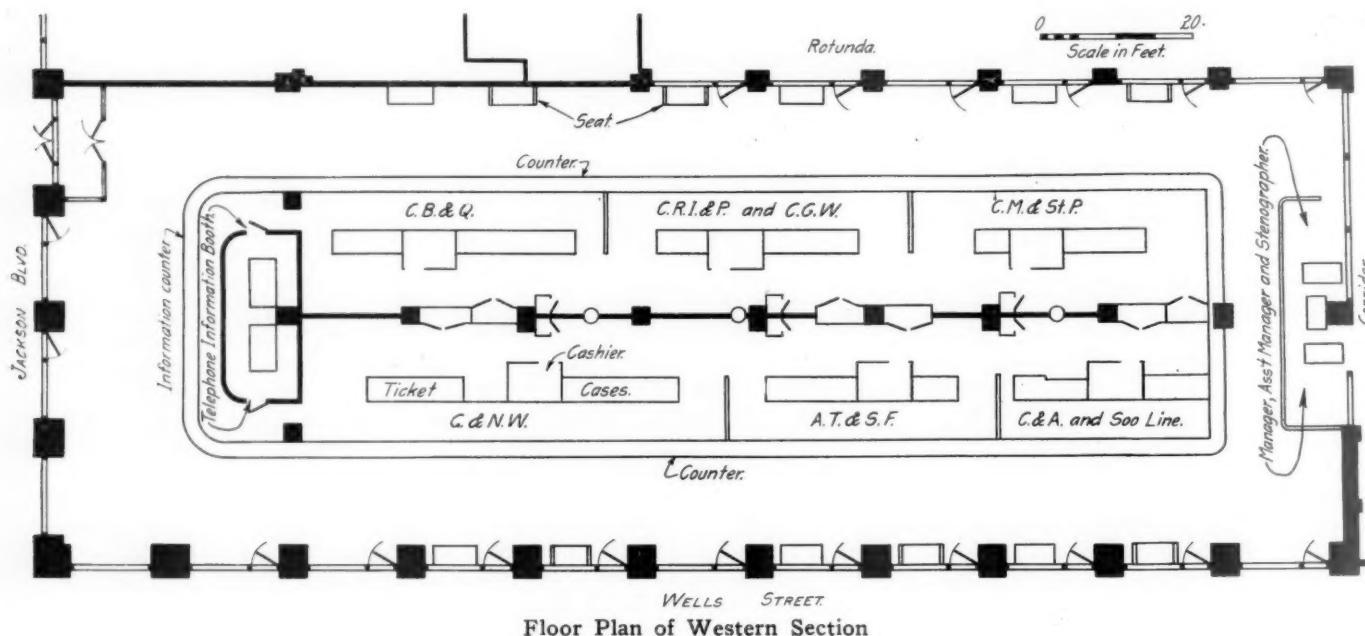 0 20.
Scale in Feet.
Rotunda.
Seat.
Counter.
C.B.& Q.
C.R.I.& P. and C.G.W.
C.M.& St.P.
JACKSON BLVD.
Information counter.
Telephone Information Booth.
Cashier.
Ticket Cases.
C. & N.W.
A.T.& S.F.
C.& A. and Soo Line.
Counter.
Manager, Ass't Manager and Stenographer.
Corridor
WELLS STREET.
Floor Plan of Western Section